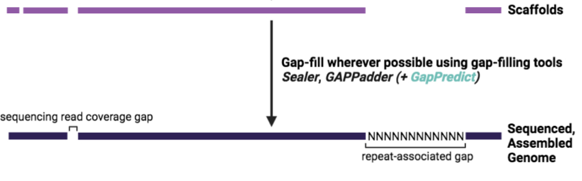 Scaffolds
Gap-fill wherever possible using gap-filling tools
Sealer, GAPPadder (+ GapPredict)
sequencing read coverage gap
NNNNNNNNNNNN
repeat-associated gap
Sequenced,
Assembled
Genome